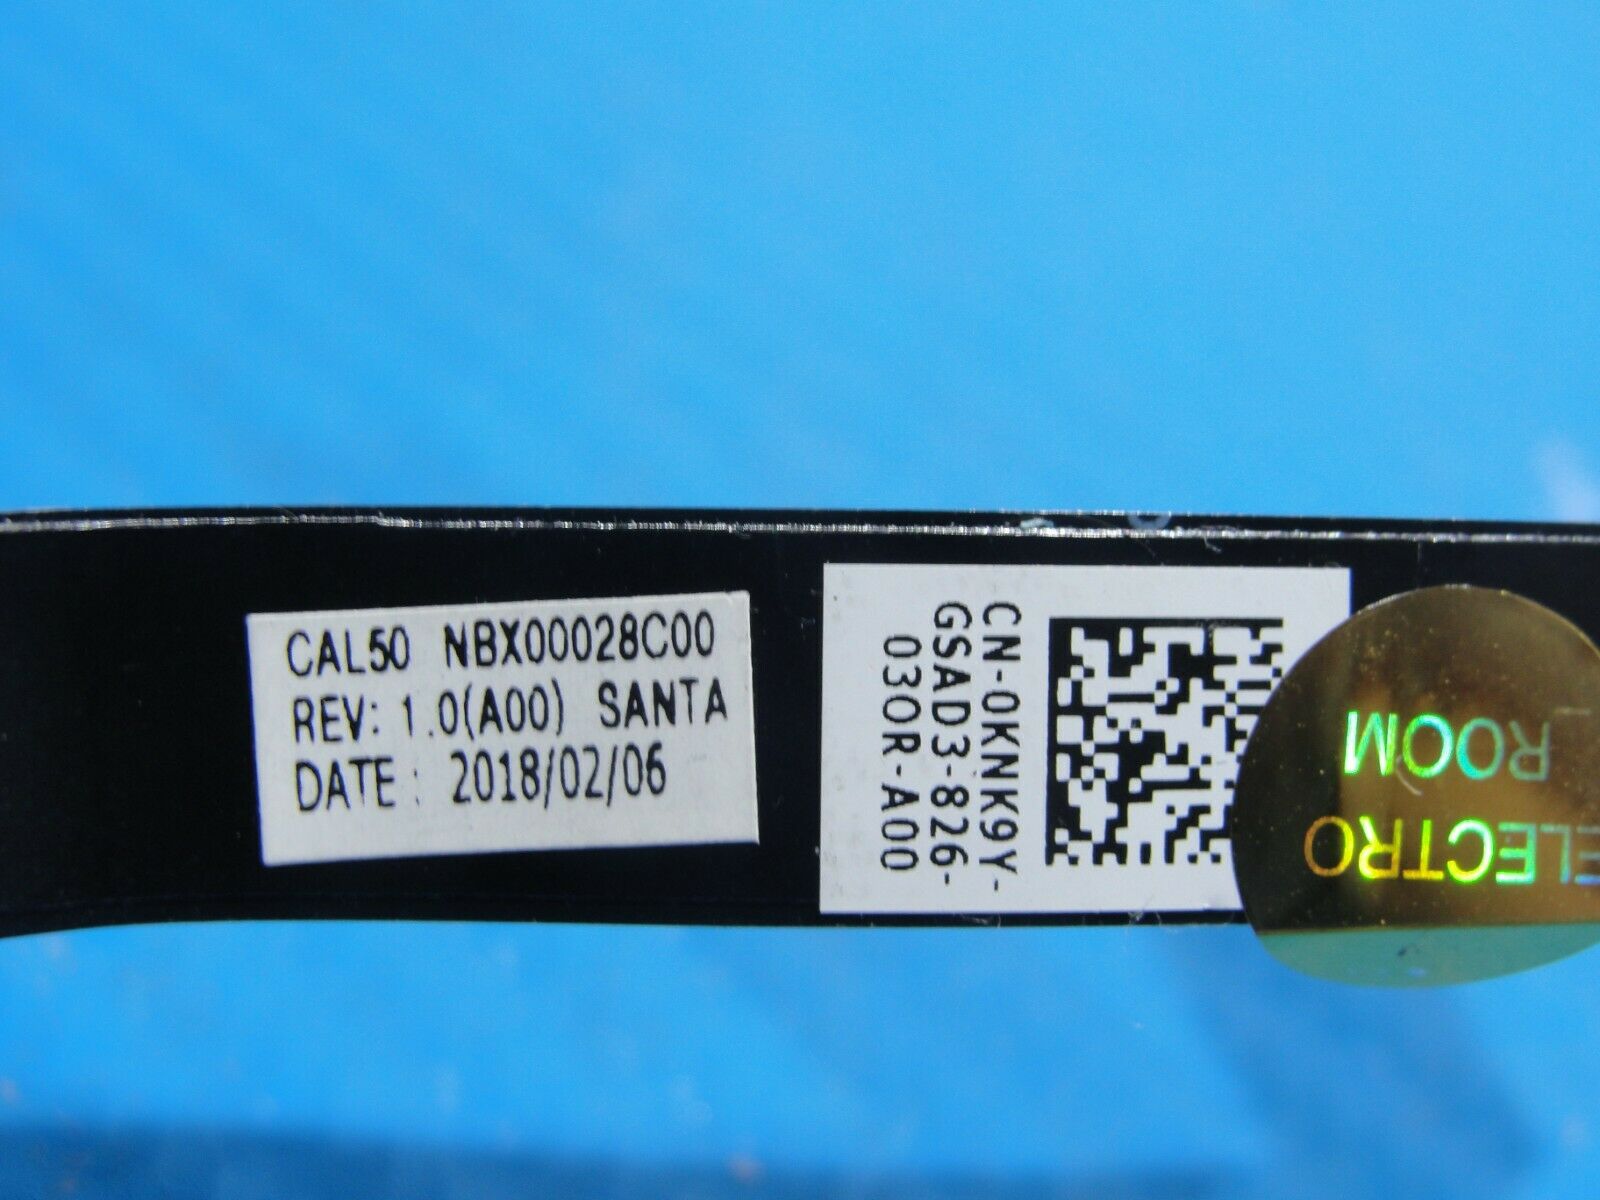 CAL50 NBX00028C00
REV: 1.0(A00) SANTA
DATE: 2018/02/06
CN-0KNK9Y-
GSAD3-826-
030R-A00
ELECTRO
ROOM